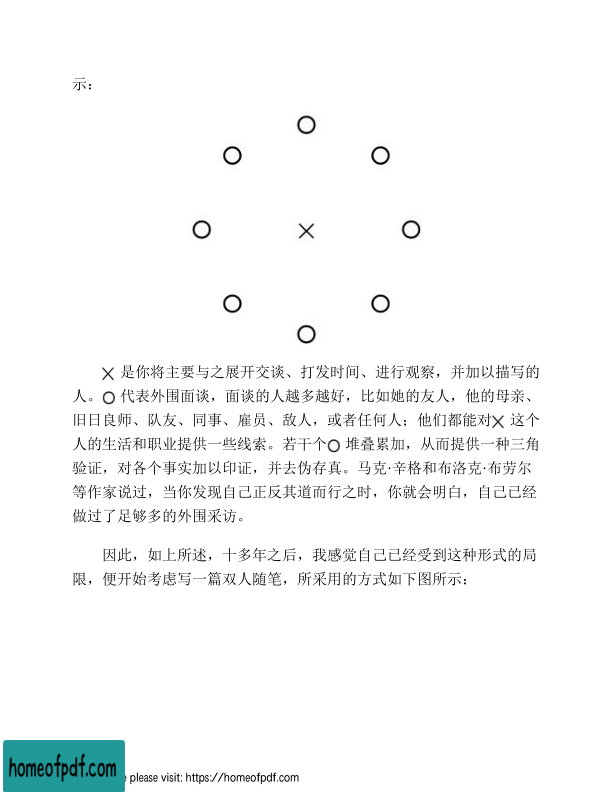 示：
× 是你将主要与之展开交谈、打发时间、进行观察，并加以描写的
人。○ 代表外围面谈，面谈的人越多越好，比如她的友人，他的母亲、
旧日良师、队友、同事、雇员、敌人，或者任何人；他们都能对× 这个
人的生活和职业提供一些线索。若干个○ 堆叠累加，从而提供一种三角
验证，对各个事实加以印证，并去伪存真。马克·辛格和布洛克·布劳尔
等作家说过，当你发现自己正反其道而行之时，你就会明白，自己已经
做过了足够多的外围采访。
因此，如上所述，十多年之后，我感觉自己已经受到这种形式的局
限，便开始考虑写一篇双人随笔，所采用的方式如下图所示：
homeofpdf.com
e please visit: https://homeofpdf.com